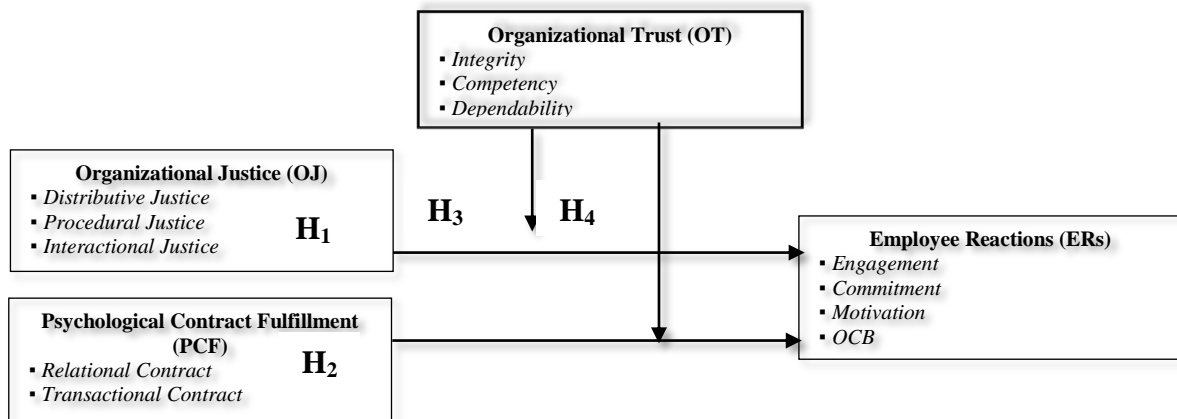 Organizational Trust (OT)
▪ Integrity
▪ Competency
▪ Dependability
Organizational Justice (OJ)
▪ Distributive Justice
▪ Procedural Justice
▪ Interactional Justice
H1
H3
H4
Employee Reactions (ERs)
▪ Engagement
▪ Commitment
▪ Motivation
▪ OCB
Psychological Contract Fulfillment
(PCF)
▪ Relational Contract
▪ Transactional Contract
H2